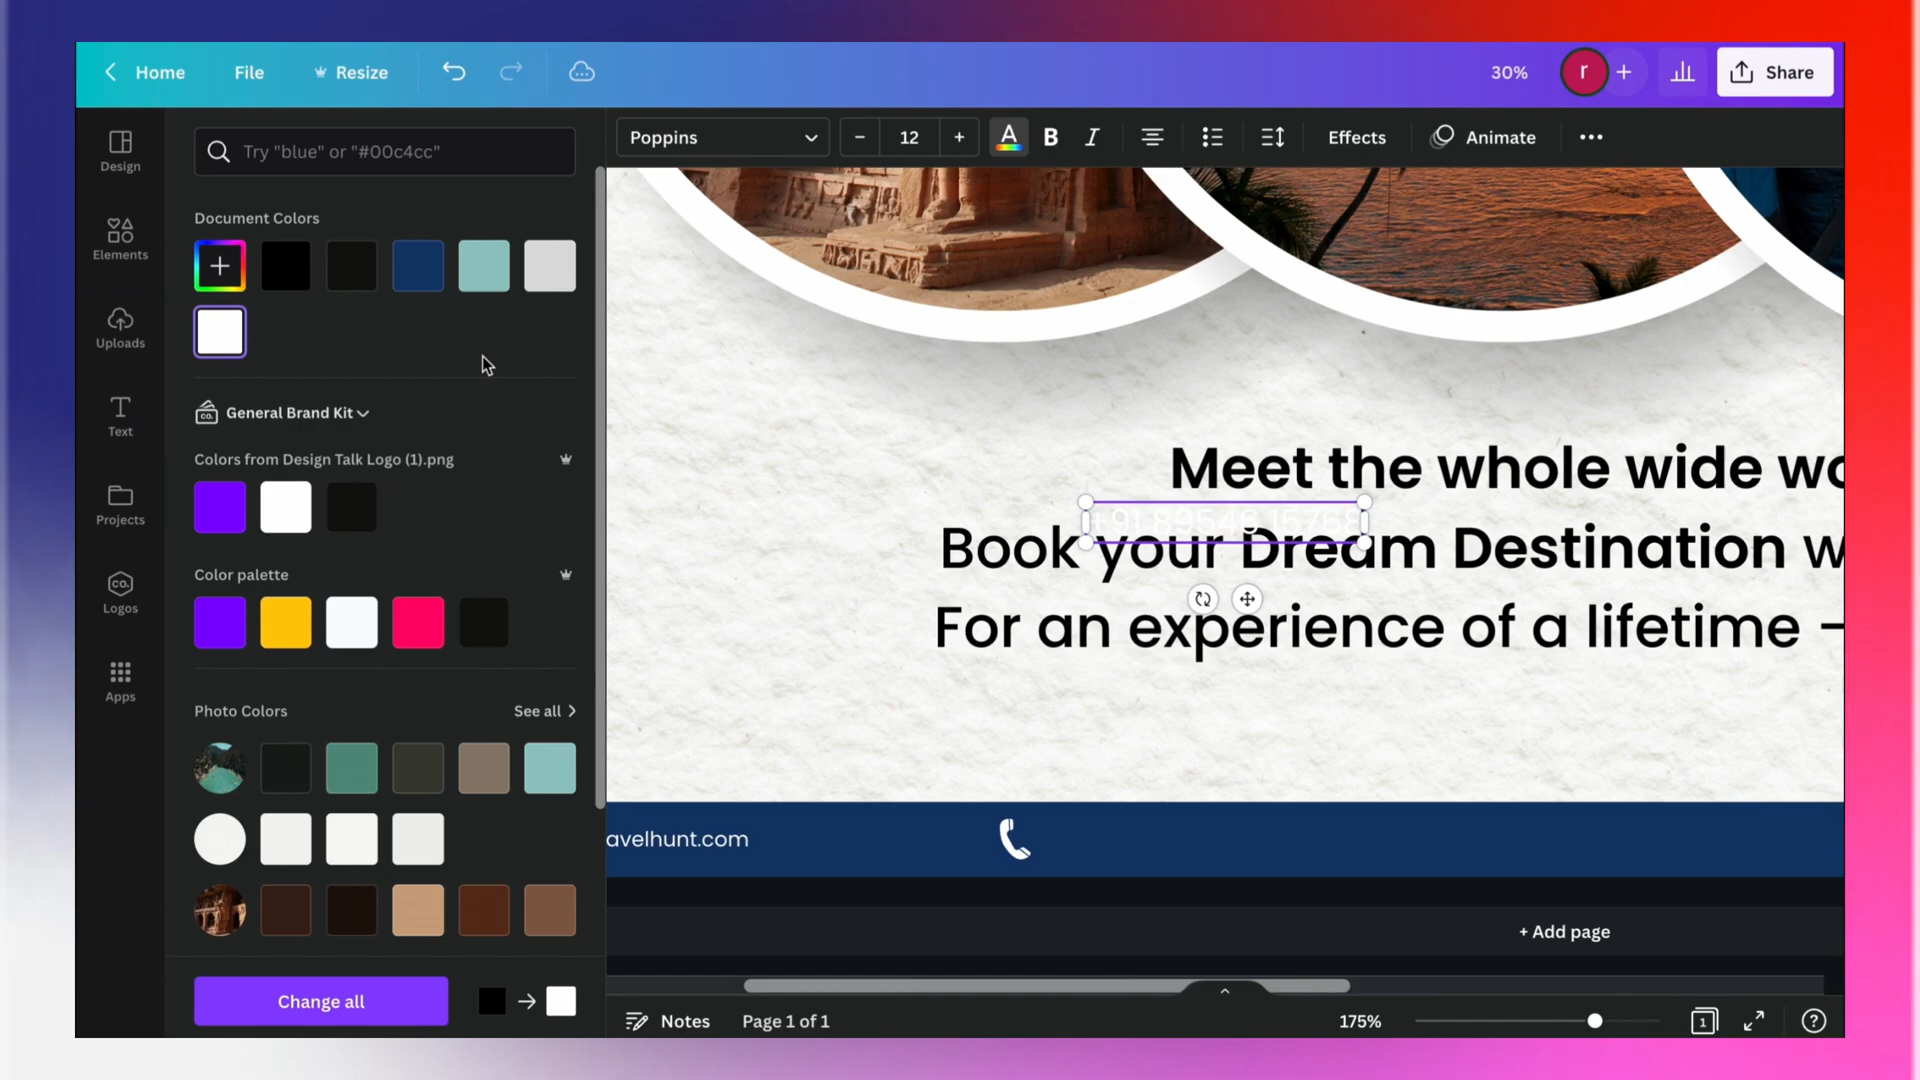 Home
File
Resize
30%
r
+
Share
Design
Elements
Uploads
Text
Projects
co.
Logos
Apps
Try "blue" or "#00c4cc"
Document Colors
+
co.
General Brand Kit
Colors from Design Talk Logo (1).png
Color palette
Photo Colors
See all
Change all
Poppins
− 12 +
A
B
I
Effects
Animate
Meet the whole wide wo
Book your Dream Destination w
For an experience of a lifetime –
avelhunt.com
+ Add page
Notes
Page 1 of 1
175%
1
?